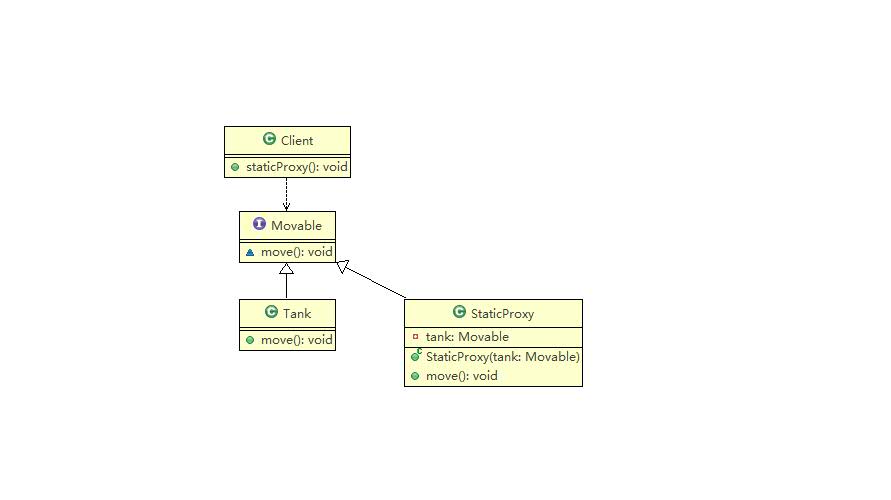 Client
staticProxy(): void
Movable
move(): void
Tank
move(): void
StaticProxy
tank: Movable
StaticProxy(tank: Movable)
move(): void